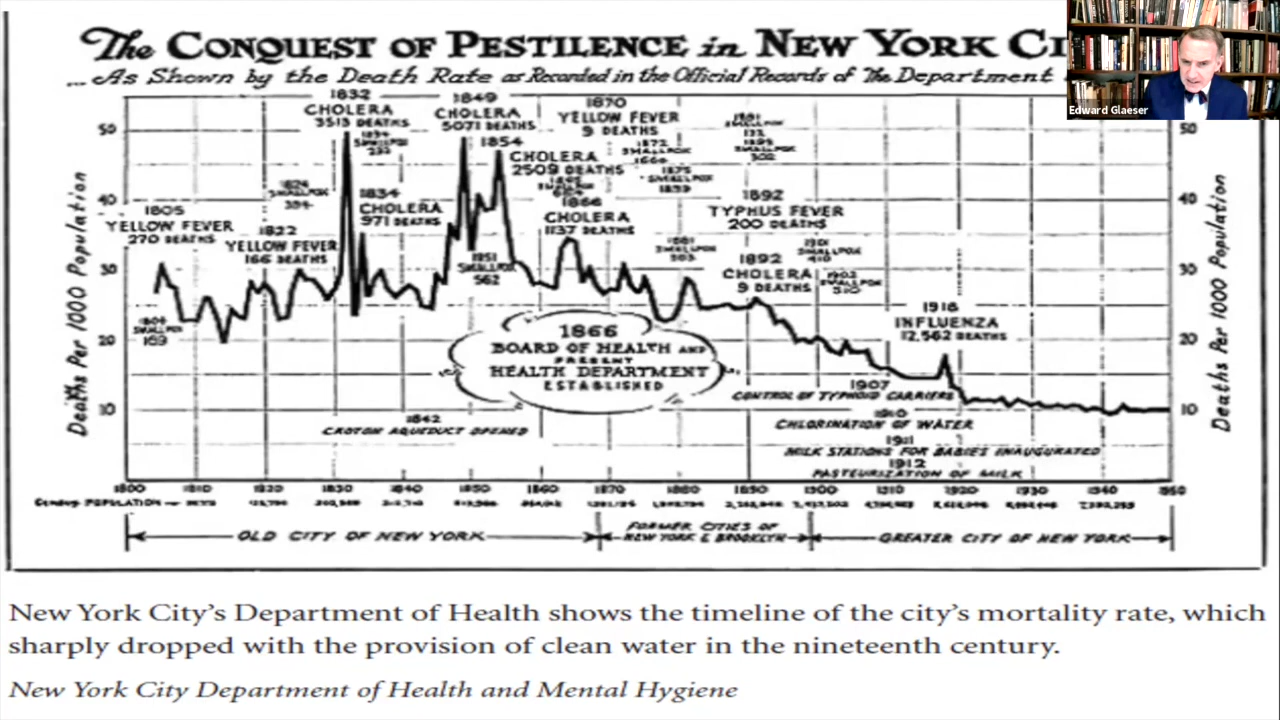 The CONQUEST OF PESTILENCE in NEW YORK CI
... As Shown by the Death Rate as Recorded in the Official Records of The Department
Edward Glaeser
Deaths Per 1000 Population
50
40
30
20
10
1805
YELLOW FEVER
270 DEATHS
1822
YELLOW FEVER
166 DEATHS
1832
CHOLERA
3513 DEATHS
1834
CHOLERA
971 DEATHS
1849
CHOLERA
5071 DEATHS
1851
SMALLPOX
562
1854
CHOLERA
2509 DEATHS
1866
CHOLERA
1137 DEATHS
1870
YELLOW FEVER
9 DEATHS
1892
TYPHUS FEVER
200 DEATHS
1892
CHOLERA
9 DEATHS
1918
INFLUENZA
12,562 DEATHS
1866
BOARD OF HEALTH AND
PRESENT
HEALTH DEPARTMENT
ESTABLISHED
1842
CROTON AQUEDUCT OPENED
1907
CONTROL OF TYPHOID CARRIERS
1910
CHLORINATION OF WATER
1911
MILK STATIONS FOR BABIES INAUGURATED
1912
PASTEURIZATION OF MILK
50
40
30
20
10
Deaths Per 1000 Population
1800 1810 1820 1830 1840 1850 1860 1870 1880 1890 1900 1910 1920 1930 1940
CENSUS POPULATION
OLD CITY OF NEW YORK
FORMER CITIES OF
NEW YORK & BROOKLYN
GREATER CITY OF NEW YORK
New York City’s Department of Health shows the timeline of the city’s mortality rate, which
sharply dropped with the provision of clean water in the nineteenth century.
New York City Department of Health and Mental Hygiene